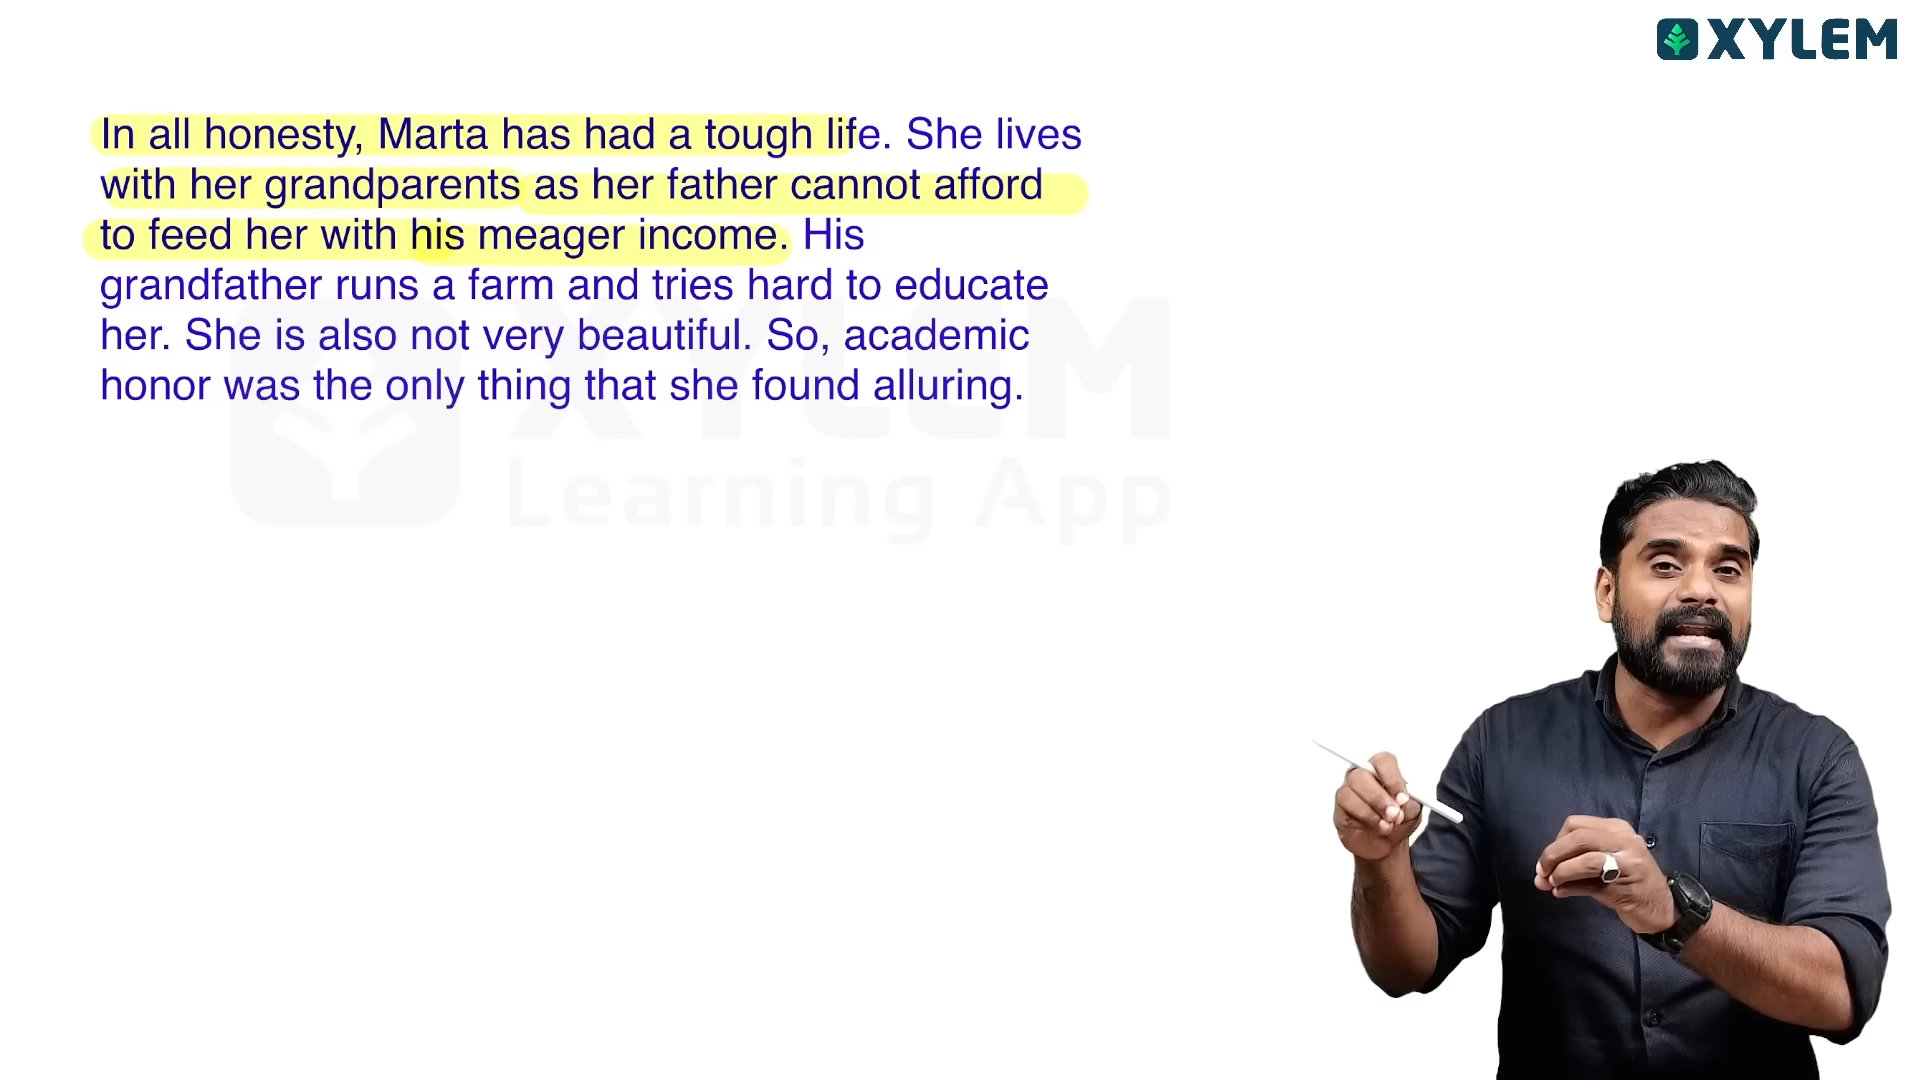 XYLEM
In all honesty, Marta has had a tough life. She lives
with her grandparents as her father cannot afford
to feed her with his meager income. His
grandfather runs a farm and tries hard to educate
her. She is also not very beautiful. So, academic
honor was the only thing that she found alluring.
XYLEM
Learning App